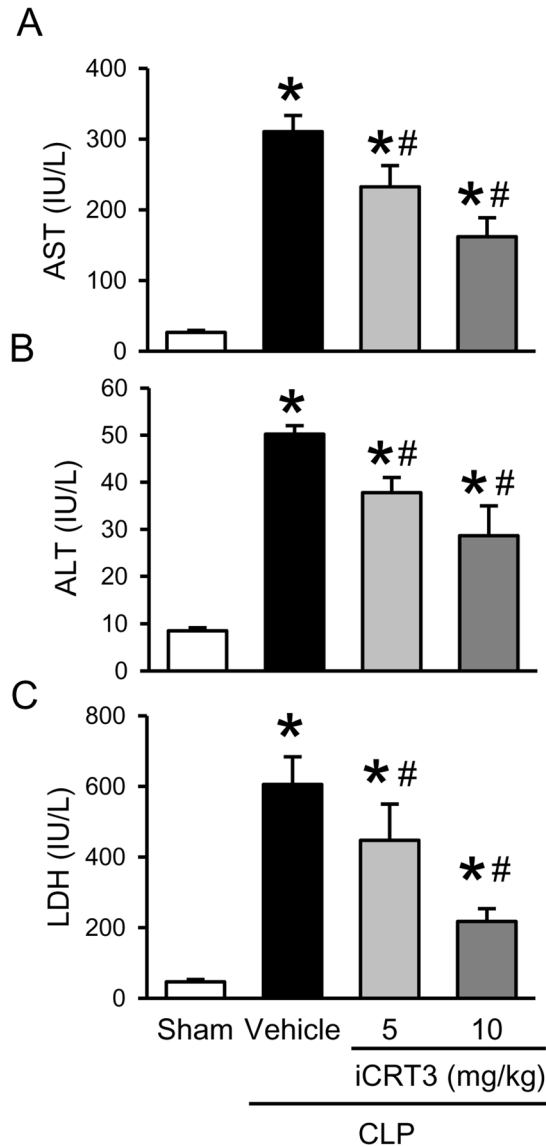 A
AST (IU/L)
400
300
200
100
0
*
*#
*#
B
ALT (IU/L)
60
50
40
30
20
10
0
*
*#
*#
C
LDH (IU/L)
800
600
400
200
0
*
*#
*#
Sham Vehicle 5 10
iCRT3 (mg/kg)
CLP